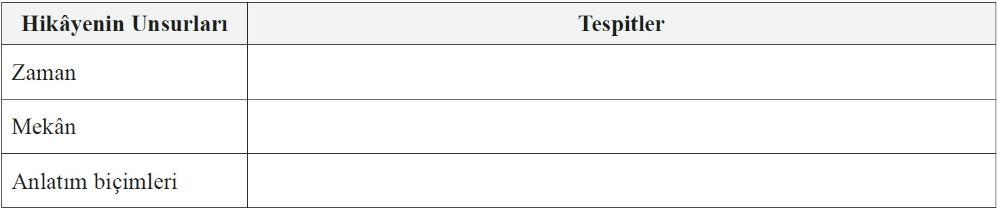 Hikâyenin Unsurları
Tespitler
Zaman
Mekân
Anlatım biçimleri